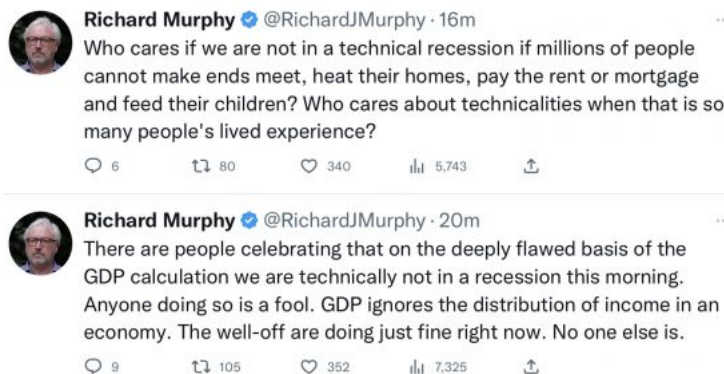 Richard Murphy @RichardJMurphy · 16m
Who cares if we are not in a technical recession if millions of people
cannot make ends meet, heat their homes, pay the rent or mortgage
and feed their children? Who cares about technicalities when that is so
many people's lived experience?
6 80 340 5,743
Richard Murphy @RichardJMurphy · 20m
There are people celebrating that on the deeply flawed basis of the
GDP calculation we are technically not in a recession this morning.
Anyone doing so is a fool. GDP ignores the distribution of income in an
economy. The well-off are doing just fine right now. No one else is.
9 105 352 7,325